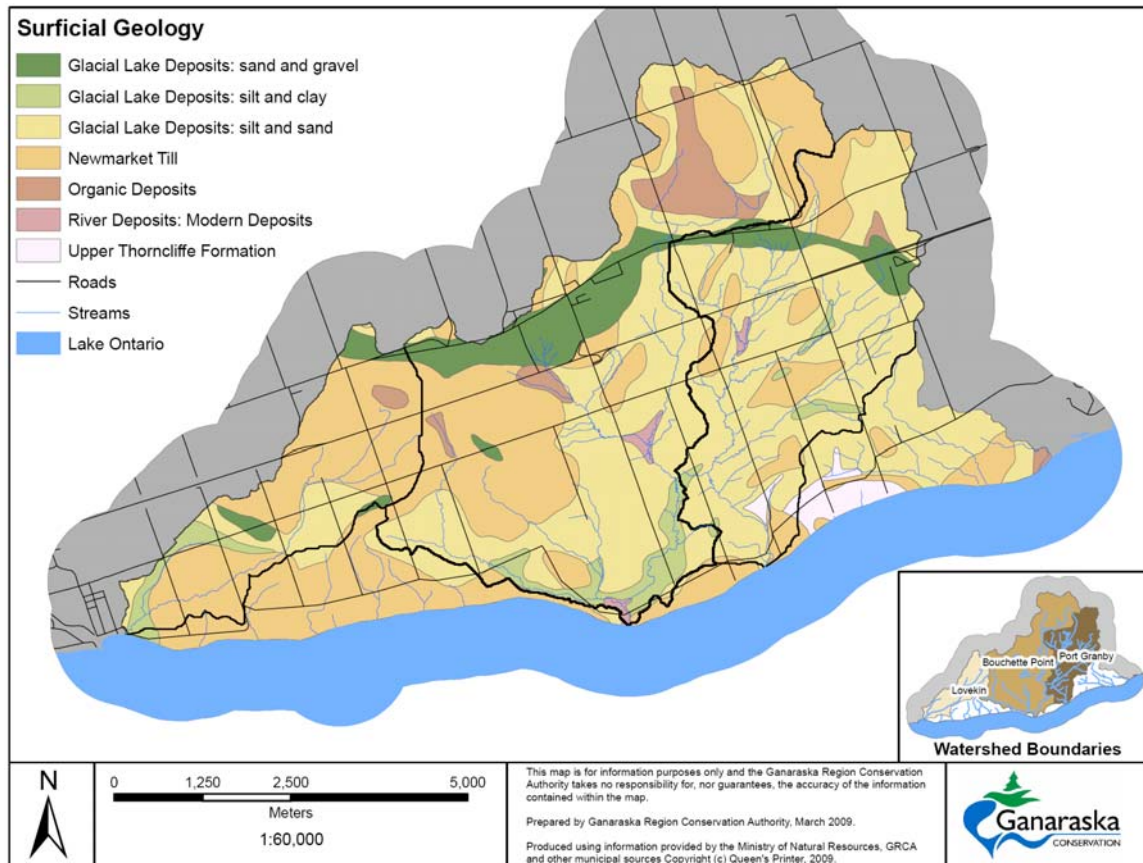 Surficial Geology
Glacial Lake Deposits: sand and gravel
Glacial Lake Deposits: silt and clay
Glacial Lake Deposits: silt and sand
Newmarket Till
Organic Deposits
River Deposits: Modern Deposits
Upper Thorncliffe Formation
Roads
Streams
Lake Ontario
Bouchette Point
Port Granby
Lovekin
Watershed Boundaries
N
0 1,250 2,500 5,000
Meters
1:60,000
This map is for information purposes only and the Ganaraska Region Conservation
Authority takes no responsibility for, nor guarantees, the accuracy of the information
contained within the map.
Prepared by Ganaraska Region Conservation Authority, March 2009.
Produced using information provided by the Ministry of Natural Resources, GRCA
and other municipal sources Copyright (c) Queen's Printer, 2009.
Ganaraska
CONSERVATION